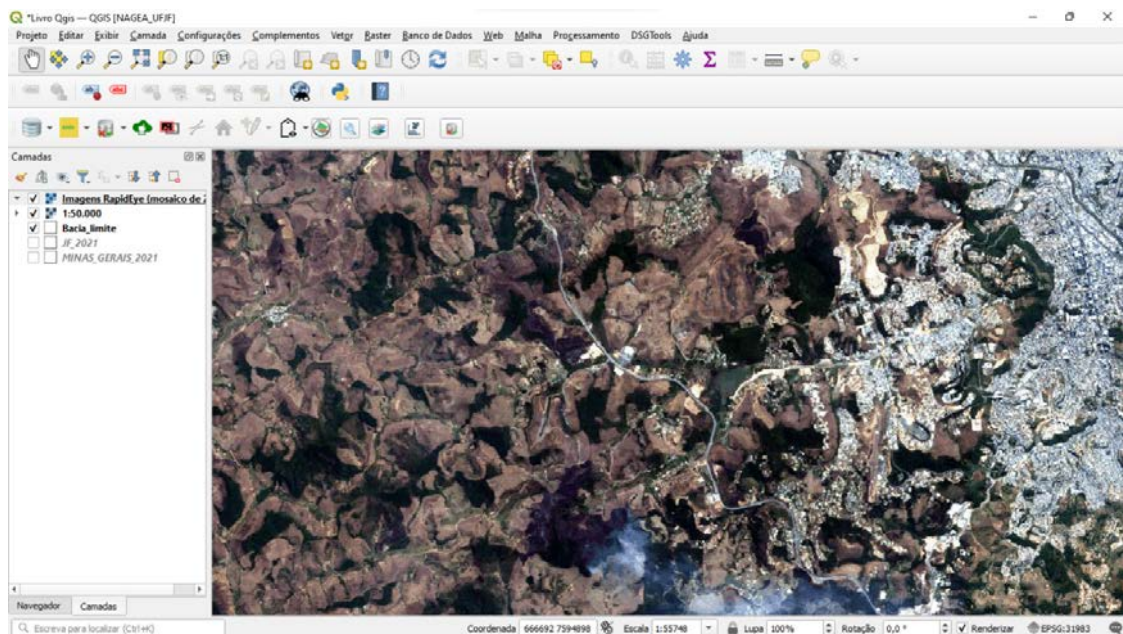 *Livro Qgis — QGIS [NAGEA_UFJF]
Projeto Editar Exibir Camada Configurações Complementos Vetor Raster Banco de Dados Web Malha Processamento DSGTools Ajuda
Camadas
Imagens RapidEye (mosaico de
1:50.000
Bacia_limite
JF_2021
MINAS_GERAIS_2021
Navegador Camadas
Escreva para localizar (Ctrl+K) Coordenada 666692 7594898 Escala 1:55748 Lupa 100% Rotação 0,0 ° Renderizar EPSG:31983